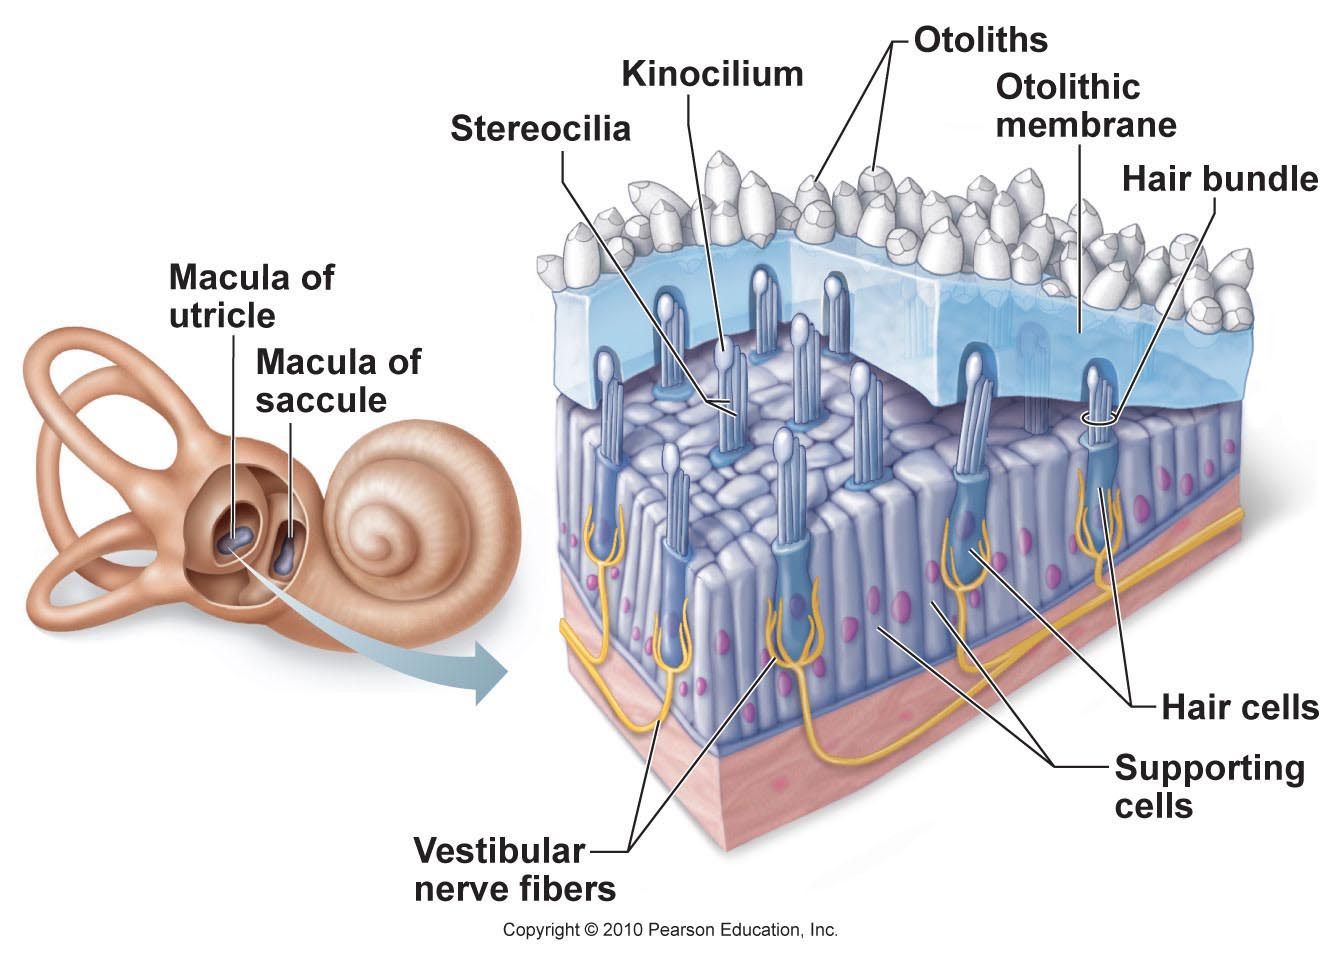 Otoliths
Kinocilium
Otolithic
membrane
Stereocilia
Hair bundle
Macula of
utricle
Macula of
saccule
Hair cells
Supporting
cells
Vestibular
nerve fibers
Copyright © 2010 Pearson Education, Inc.